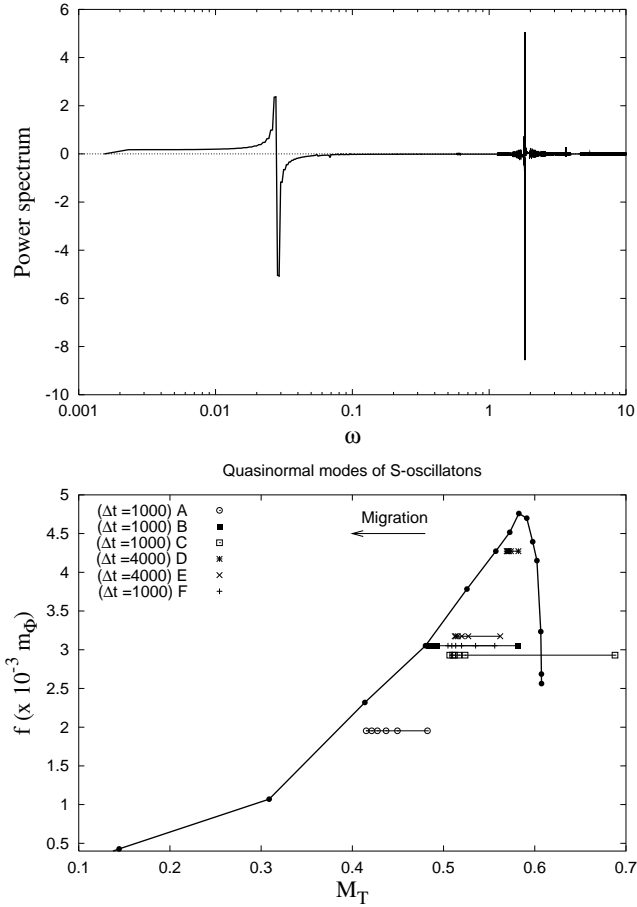 6
4
2
0
-2
-4
-6
-8
-10
Power spectrum
0.001
0.01
0.1
1
10
ω
Quasinormal modes of S-oscillatons
5
4.5
4
3.5
3
2.5
2
1.5
1
0.5
f (x 10⁻³ m_Φ)
(Δt =1000) A
(Δt =1000) B
(Δt =1000) C
(Δt =4000) D
(Δt =4000) E
(Δt =1000) F
Migration
0.1
0.2
0.3
0.4
0.5
0.6
0.7
M_T